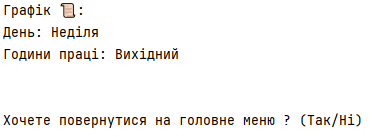 Графік 📜:
День: Неділя
Години праці: Вихідний
Хочете повернутися на головне меню ? (Так/Ні)